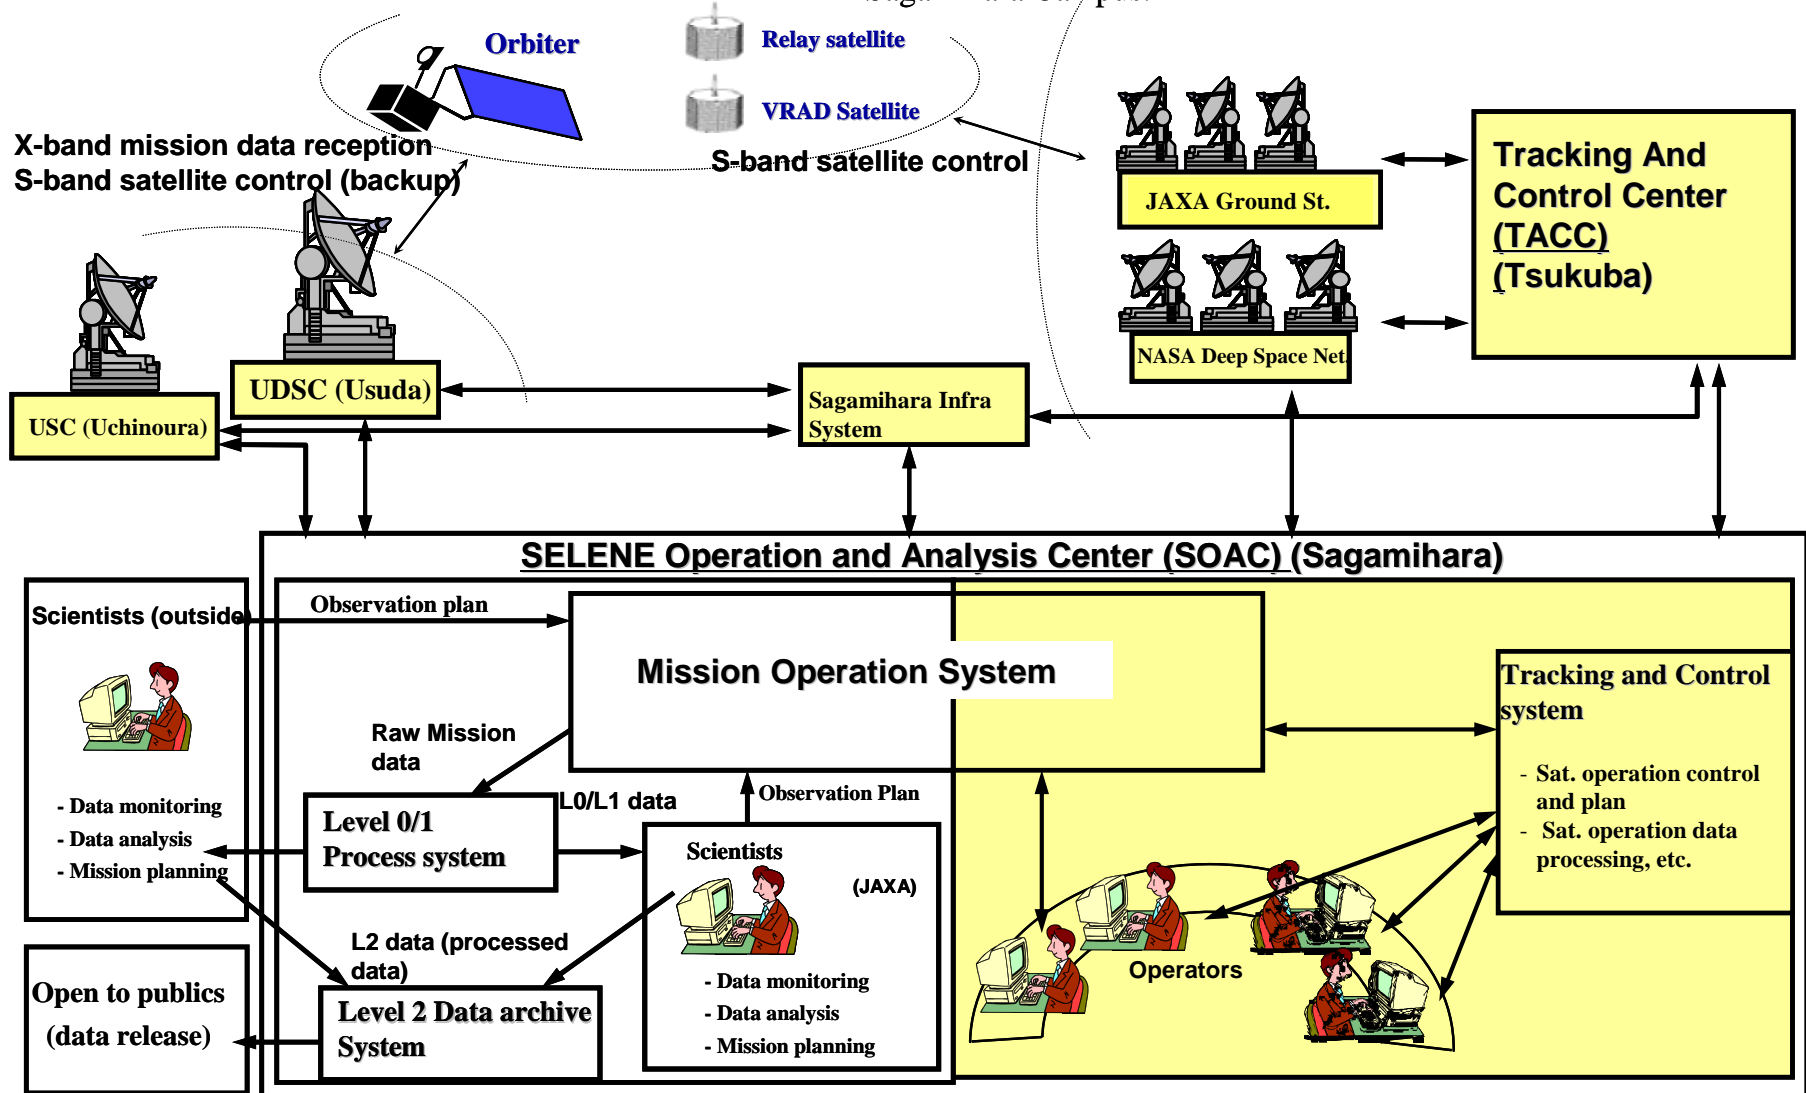 Sagamihara Campus.
Orbiter
Relay satellite
VRAD Satellite
X-band mission data reception
S-band satellite control (backup)
S-band satellite control
JAXA Ground St.
NASA Deep Space Net.
Tracking And
Control Center
(TACC)
(Tsukuba)
UDSC (Usuda)
USC (Uchinoura)
Sagamihara Infra
System
SELENE Operation and Analysis Center (SOAC) (Sagamihara)
Scientists (outside)
- Data monitoring
- Data analysis
- Mission planning
Observation plan
Mission Operation System
Raw Mission
data
Level 0/1
Process system
L0/L1 data
Observation Plan
Scientists
(JAXA)
- Data monitoring
- Data analysis
- Mission planning
L2 data (processed
data)
Level 2 Data archive
System
Open to publics
(data release)
Operators
Tracking and Control
system
- Sat. operation control
and plan
- Sat. operation data
processing, etc.